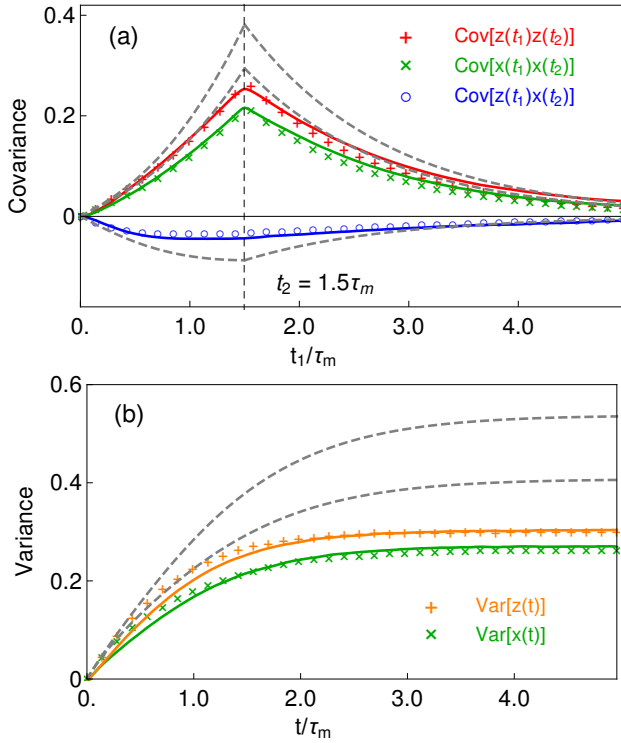 (a)
0.4
0.2
0
Covariance
+ Cov[z(t₁)z(t₂)]
× Cov[x(t₁)x(t₂)]
○ Cov[z(t₁)x(t₂)]
t₂ = 1.5τₘ
0. 1.0 2.0 3.0 4.0
t₁/τₘ
(b)
0.6
0.4
0.2
0.
Variance
+ Var[z(t)]
× Var[x(t)]
0. 1.0 2.0 3.0 4.0
t/τₘ